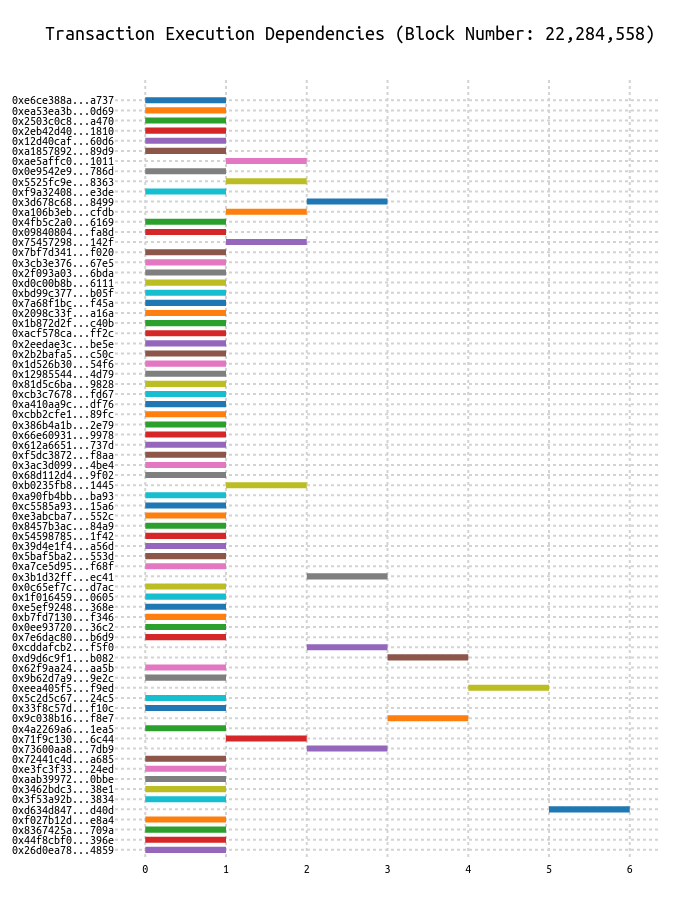 Transaction Execution Dependencies (Block Number: 22,284,558)
0xe6ce388a...a737
0xea53ea3b...0d69
0x2503c0c8...a470
0x2eb42d40...1810
0x12d40caf...60d6
0xa1857892...89d9
0xae5affc0...1011
0x0e9542e9...786d
0x5525fc9e...8363
0xf9a32408...e3de
0x3d678c68...8499
0xa106b3eb...cfdb
0x4fb5c2a0...6169
0x09840804...fa8d
0x75457298...142f
0x7bf7d341...f020
0x3cb3e376...67e5
0x2f093a03...6bda
0xd0c00b8b...6111
0xbd99c377...b05f
0x7a68f1bc...f45a
0x2098c33f...a16a
0x1b872d2f...c40b
0xacf578ca...ff2c
0x2eedae3c...be5e
0x2b2bafa5...c50c
0x1d526b30...54f6
0x12985544...4d79
0x81d5c6ba...9828
0xcb3c7678...fd67
0xa410aa9c...df76
0xcbb2cfe1...89fc
0x386b4a1b...2e79
0x66e60931...9978
0x612a6651...737d
0xf5dc3872...f8aa
0x3ac3d099...4be4
0x68d112d4...9f02
0xb0235fb8...1445
0xa90fb4bb...ba93
0xc5585a93...15a6
0xe3abcba7...552c
0x8457b3ac...84a9
0x54598785...1f42
0x39d4e1f4...a56d
0x5baf5ba2...553d
0xa7ce5d95...f68f
0x3b1d32ff...ec41
0x0c65ef7c...d7ac
0x1f016459...0605
0xe5ef9248...368e
0xb7fd7130...f346
0x0ee93720...36c2
0x7e6dac80...b6d9
0xcddafcb2...f5f0
0xd9d6c9f1...b082
0x62f9aa24...aa5b
0x9b62d7a9...9e2c
0xeea405f5...f9ed
0x5c2d5c67...24c5
0x33f8c57d...f10c
0x9c038b16...f8e7
0x4a2269a6...1ea5
0x71f9c130...6c44
0x73600aa8...7db9
0x72441c4d...a685
0xe3fc3f33...24ed
0xaab39972...0bbe
0x3462bdc3...38e1
0x3f53a92b...3834
0xd634d847...d40d
0xf027b12d...e8a4
0x8367425a...709a
0x44f8cbf0...396e
0x26d0ea78...4859
0 1 2 3 4 5 6